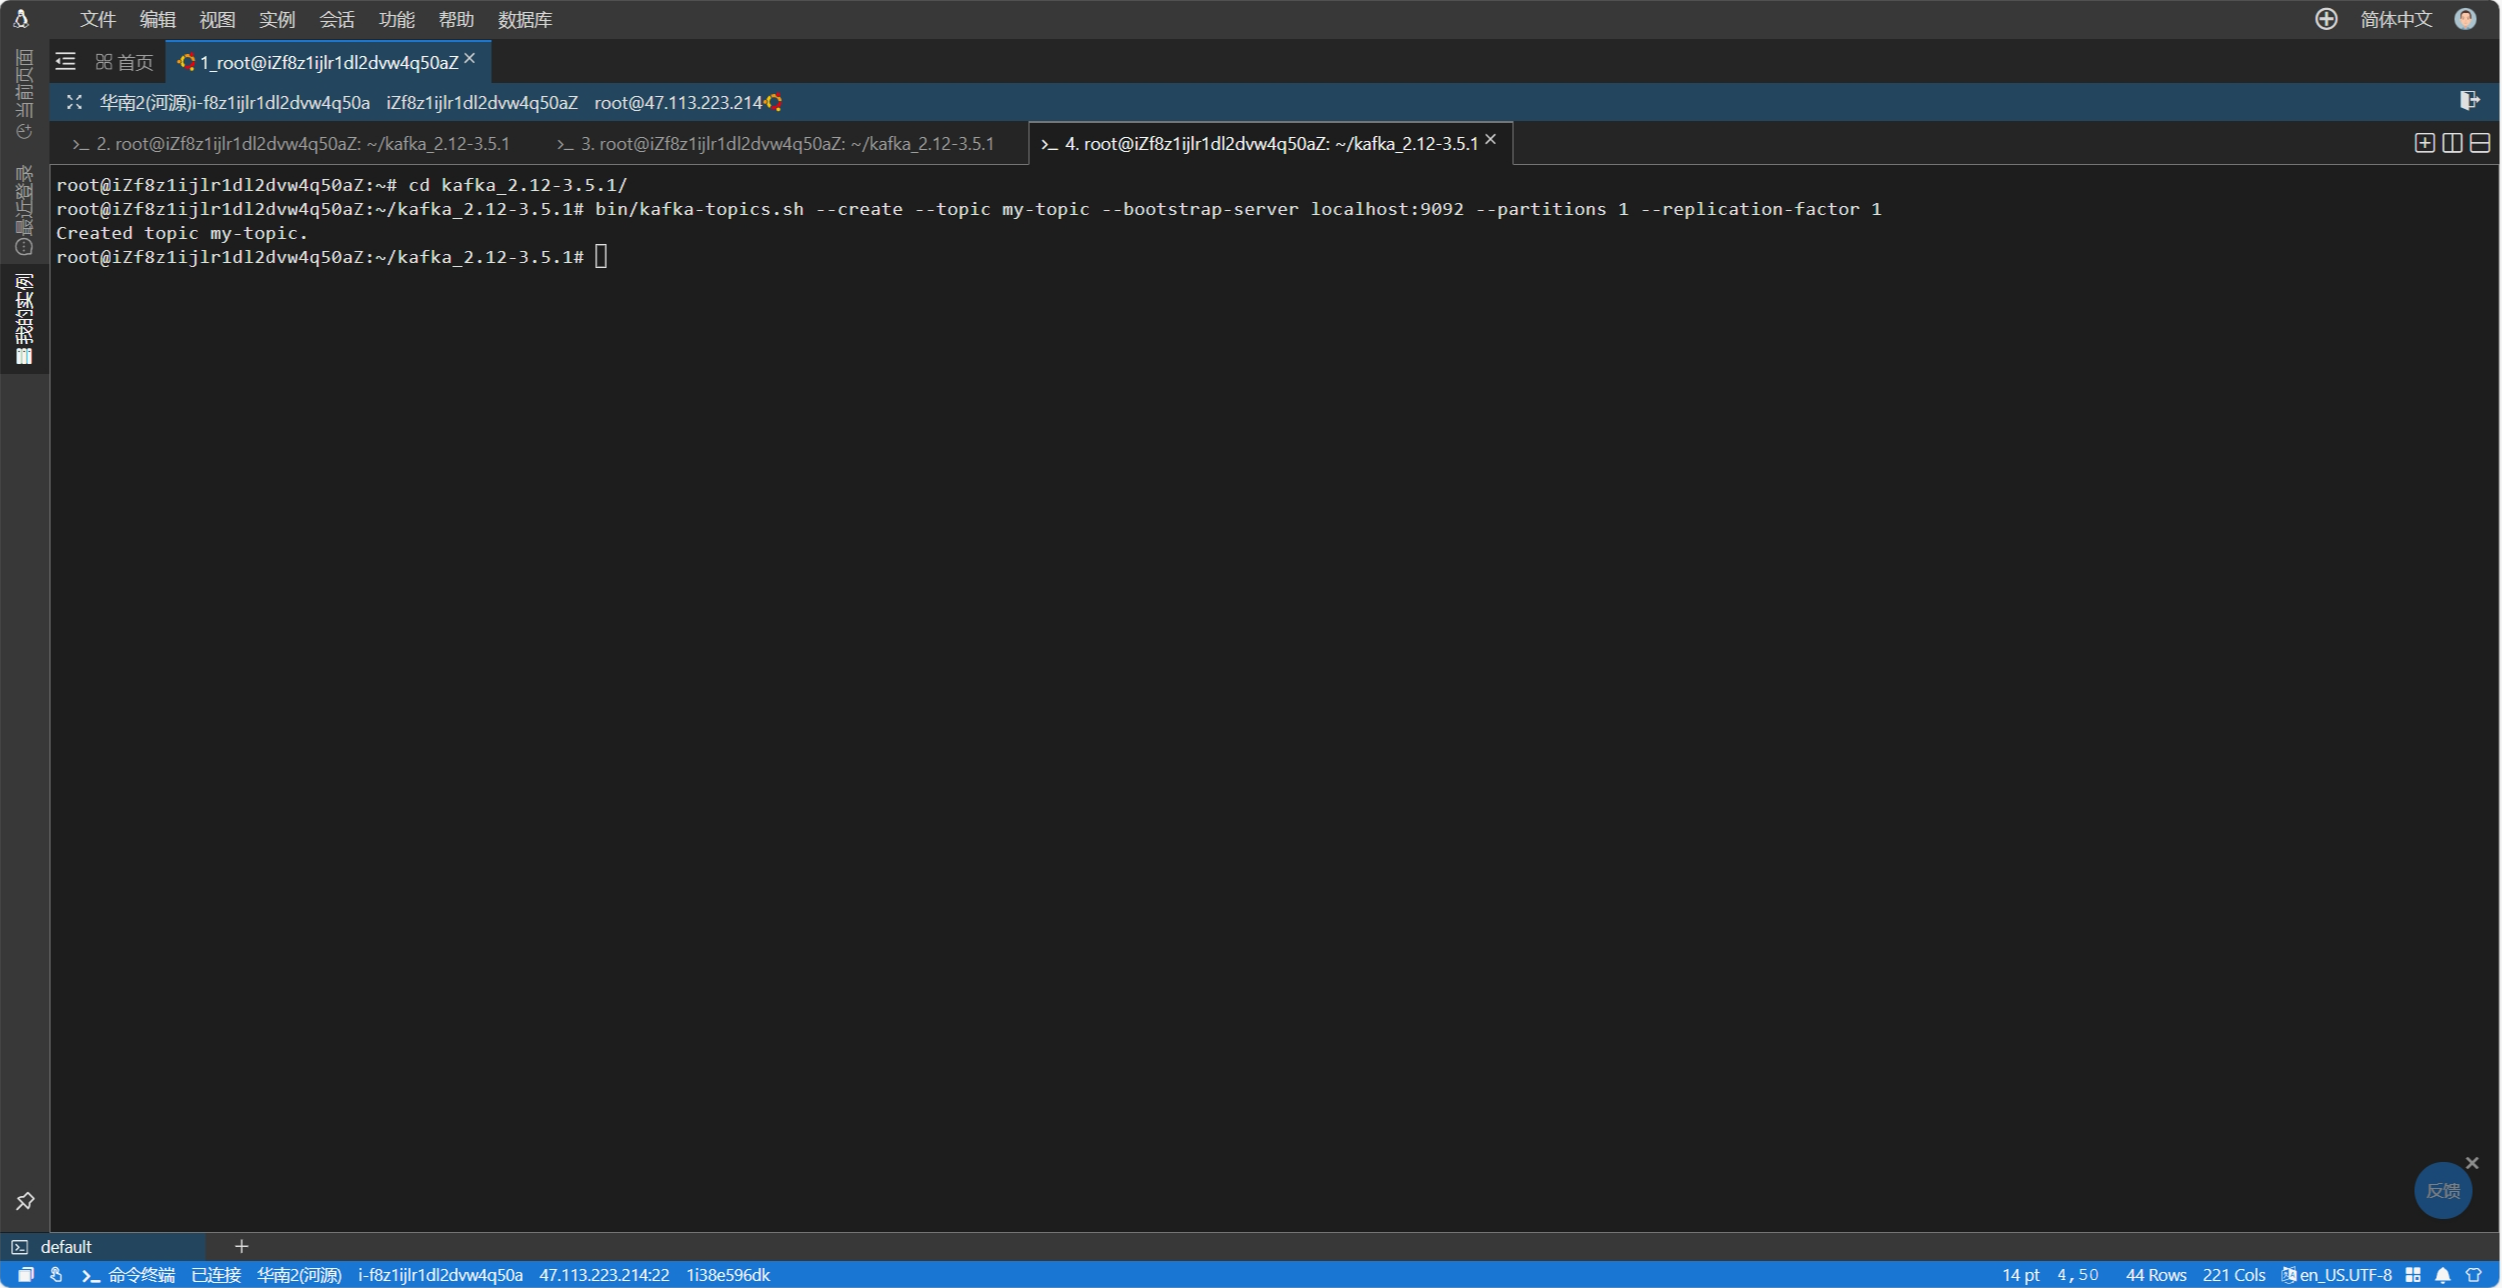 文件 编辑 视图 实例 会话 功能 帮助 数据库 简体中文
首页 1_root@iZf8z1ijlr1dl2dvw4q50aZ
华南2(河源)i-f8z1ijlr1dl2dvw4q50a iZf8z1ijlr1dl2dvw4q50aZ root@47.113.223.214
2. root@iZf8z1ijlr1dl2dvw4q50aZ: ~/kafka_2.12-3.5.1 3. root@iZf8z1ijlr1dl2dvw4q50aZ: ~/kafka_2.12-3.5.1 4. root@iZf8z1ijlr1dl2dvw4q50aZ: ~/kafka_2.12-3.5.1
当前页面
最近登录
我的实例
root@iZf8z1ijlr1dl2dvw4q50aZ:~# cd kafka_2.12-3.5.1/
root@iZf8z1ijlr1dl2dvw4q50aZ:~/kafka_2.12-3.5.1# bin/kafka-topics.sh --create --topic my-topic --bootstrap-server localhost:9092 --partitions 1 --replication-factor 1
Created topic my-topic.
root@iZf8z1ijlr1dl2dvw4q50aZ:~/kafka_2.12-3.5.1#
反馈
default
命令终端 已连接 华南2(河源) i-f8z1ijlr1dl2dvw4q50a 47.113.223.214:22 1i38e596dk 14 pt 4,50 44 Rows 221 Cols en_US.UTF-8